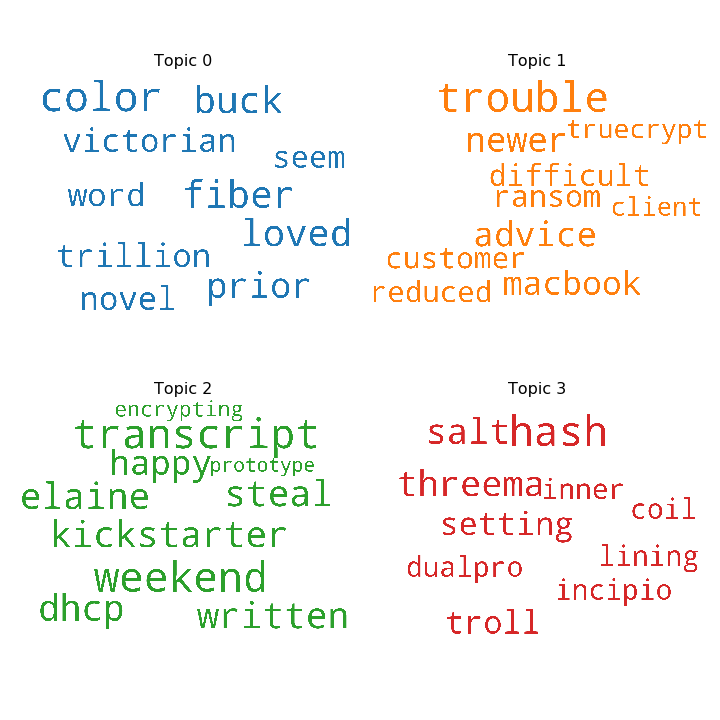 Topic 0
color buck
victorian
seem
word fiber
loved
trillion
novel prior
Topic 1
trouble
newer truecrypt
difficult
ransom client
advice
customer
reduced macbook
Topic 2
encrypting
transcript
happy prototype
elaine steal
kickstarter
weekend
dhcp written
Topic 3
salt hash
threema inner
setting coil
lining
dualpro
incipio
troll